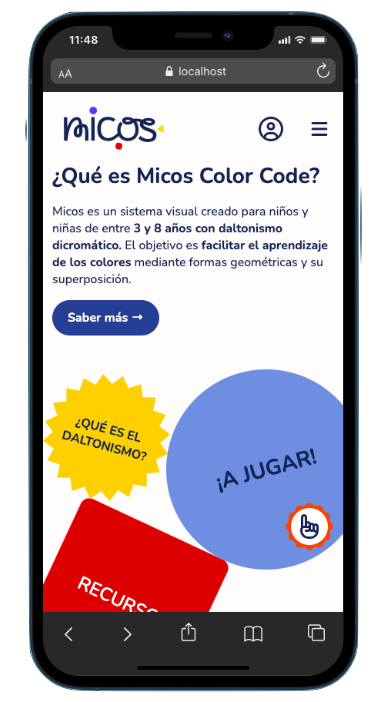 11:48
AA
localhost
micos
¿Qué es Micos Color Code?
Micos es un sistema visual creado para niños y
niñas de entre 3 y 8 años con daltonismo
dicromático. El objetivo es facilitar el aprendizaje
de los colores mediante formas geométricas y su
superposición.
Saber más →
¿QUÉ ES EL
DALTONISMO?
¡A JUGAR!